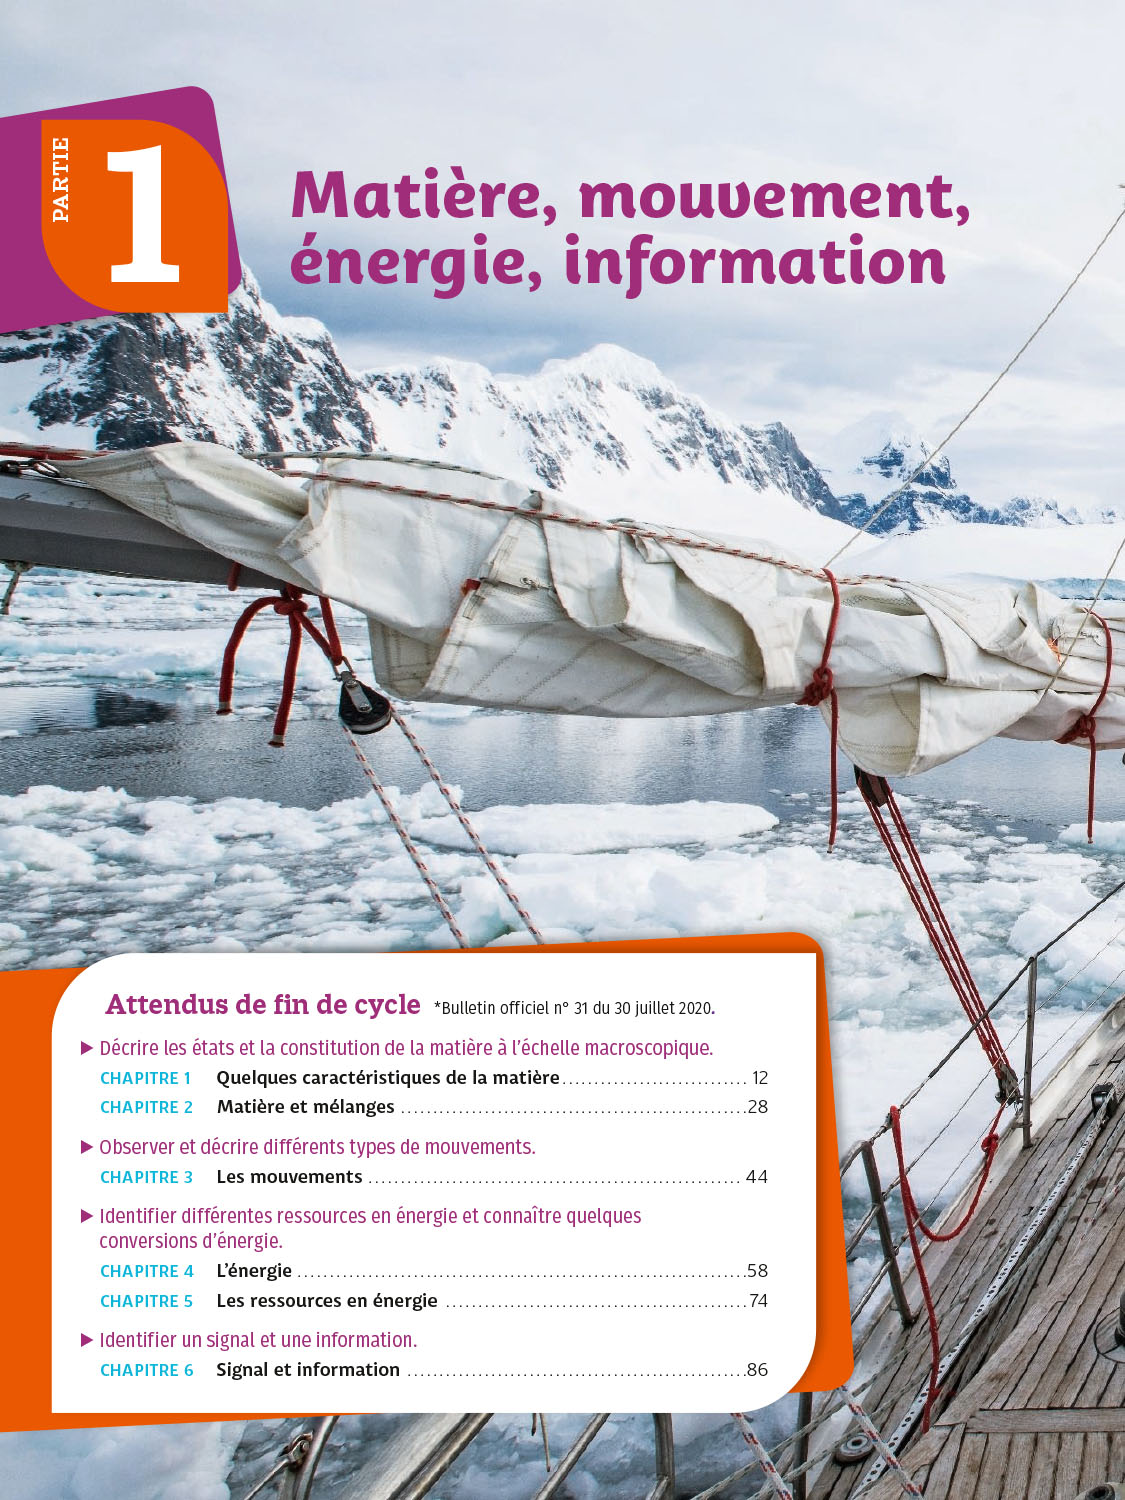 PARTIE
1
Matière, mouvement,
énergie, information
Attendus de fin de cycle *Bulletin officiel n° 31 du 30 juillet 2020.
▶ Décrire les états et la constitution de la matière à l’échelle macroscopique.
CHAPITRE 1 Quelques caractéristiques de la matière ............................. 12
CHAPITRE 2 Matière et mélanges ...................................................... 28
▶ Observer et décrire différents types de mouvements.
CHAPITRE 3 Les mouvements .......................................................... 44
▶ Identifier différentes ressources en énergie et connaître quelques
conversions d’énergie.
CHAPITRE 4 L’énergie ...................................................................... 58
CHAPITRE 5 Les ressources en énergie ............................................... 74
▶ Identifier un signal et une information.
CHAPITRE 6 Signal et information ..................................................... 86